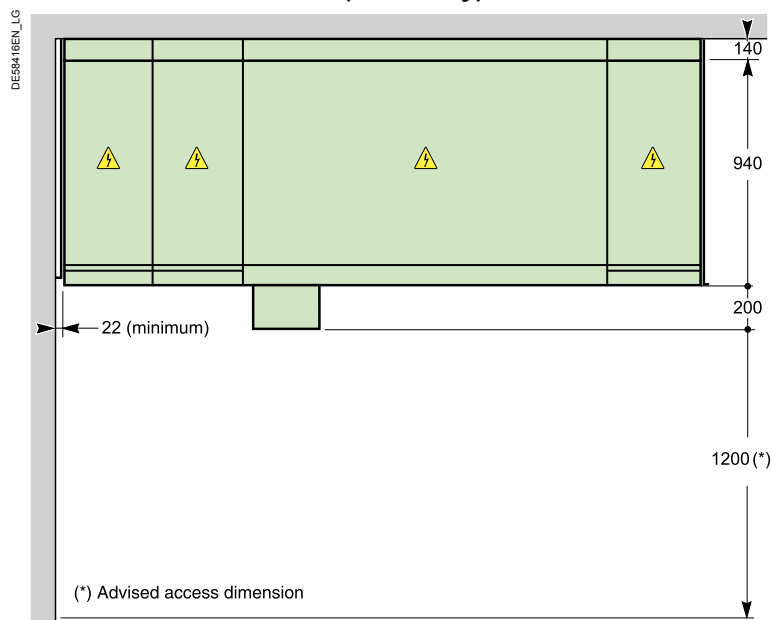 DE58416EN_LG
140
940
200
22 (minimum)
1200 (*)
(*) Advised access dimension